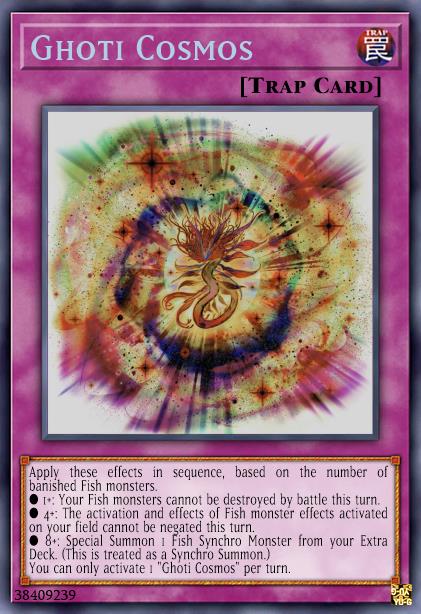 Ghoti Cosmos
TRAP
罠
[Trap Card]
Apply these effects in sequence, based on the number of
banished Fish monsters.
● 1+: Your Fish monsters cannot be destroyed by battle this turn.
● 4+: The activation and effects of Fish monster effects activated
on your field cannot be negated this turn.
● 8+: Special Summon 1 Fish Synchro Monster from your Extra
Deck. (This is treated as a Synchro Summon.)
You can only activate 1 "Ghoti Cosmos" per turn.
38409239